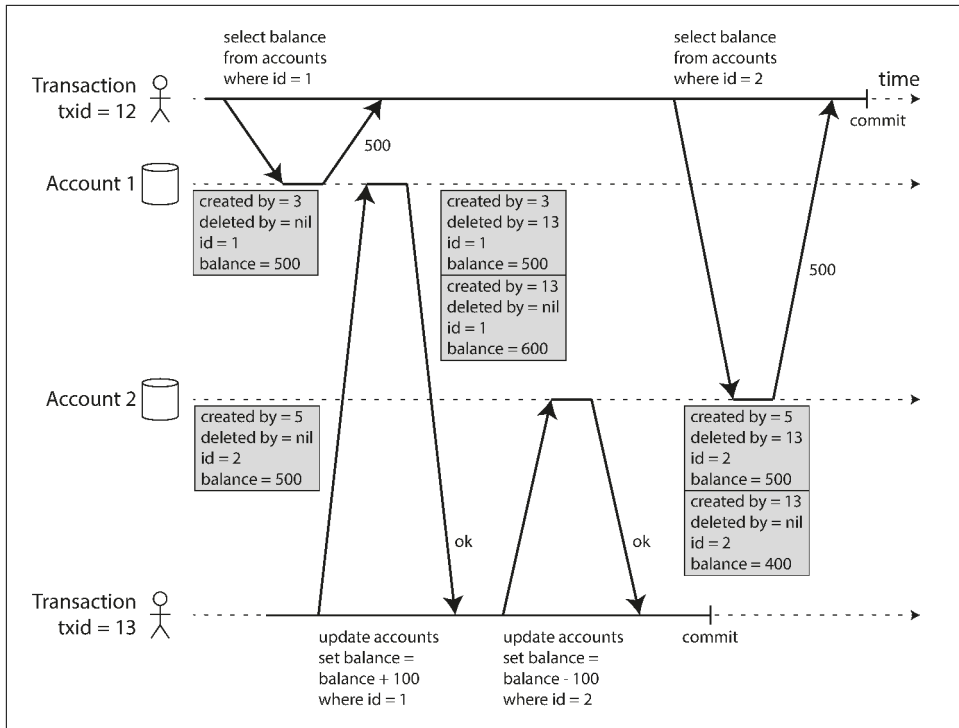 select balance
from accounts
where id = 1
select balance
from accounts
where id = 2
time
Transaction
txid = 12
commit
500
Account 1
created by = 3
deleted by = nil
id = 1
balance = 500
created by = 3
deleted by = 13
id = 1
balance = 500
created by = 13
deleted by = nil
id = 1
balance = 600
500
Account 2
created by = 5
deleted by = nil
id = 2
balance = 500
created by = 5
deleted by = 13
id = 2
balance = 500
created by = 13
deleted by = nil
id = 2
balance = 400
ok
ok
Transaction
txid = 13
commit
update accounts
set balance =
balance + 100
where id = 1
update accounts
set balance =
balance - 100
where id = 2